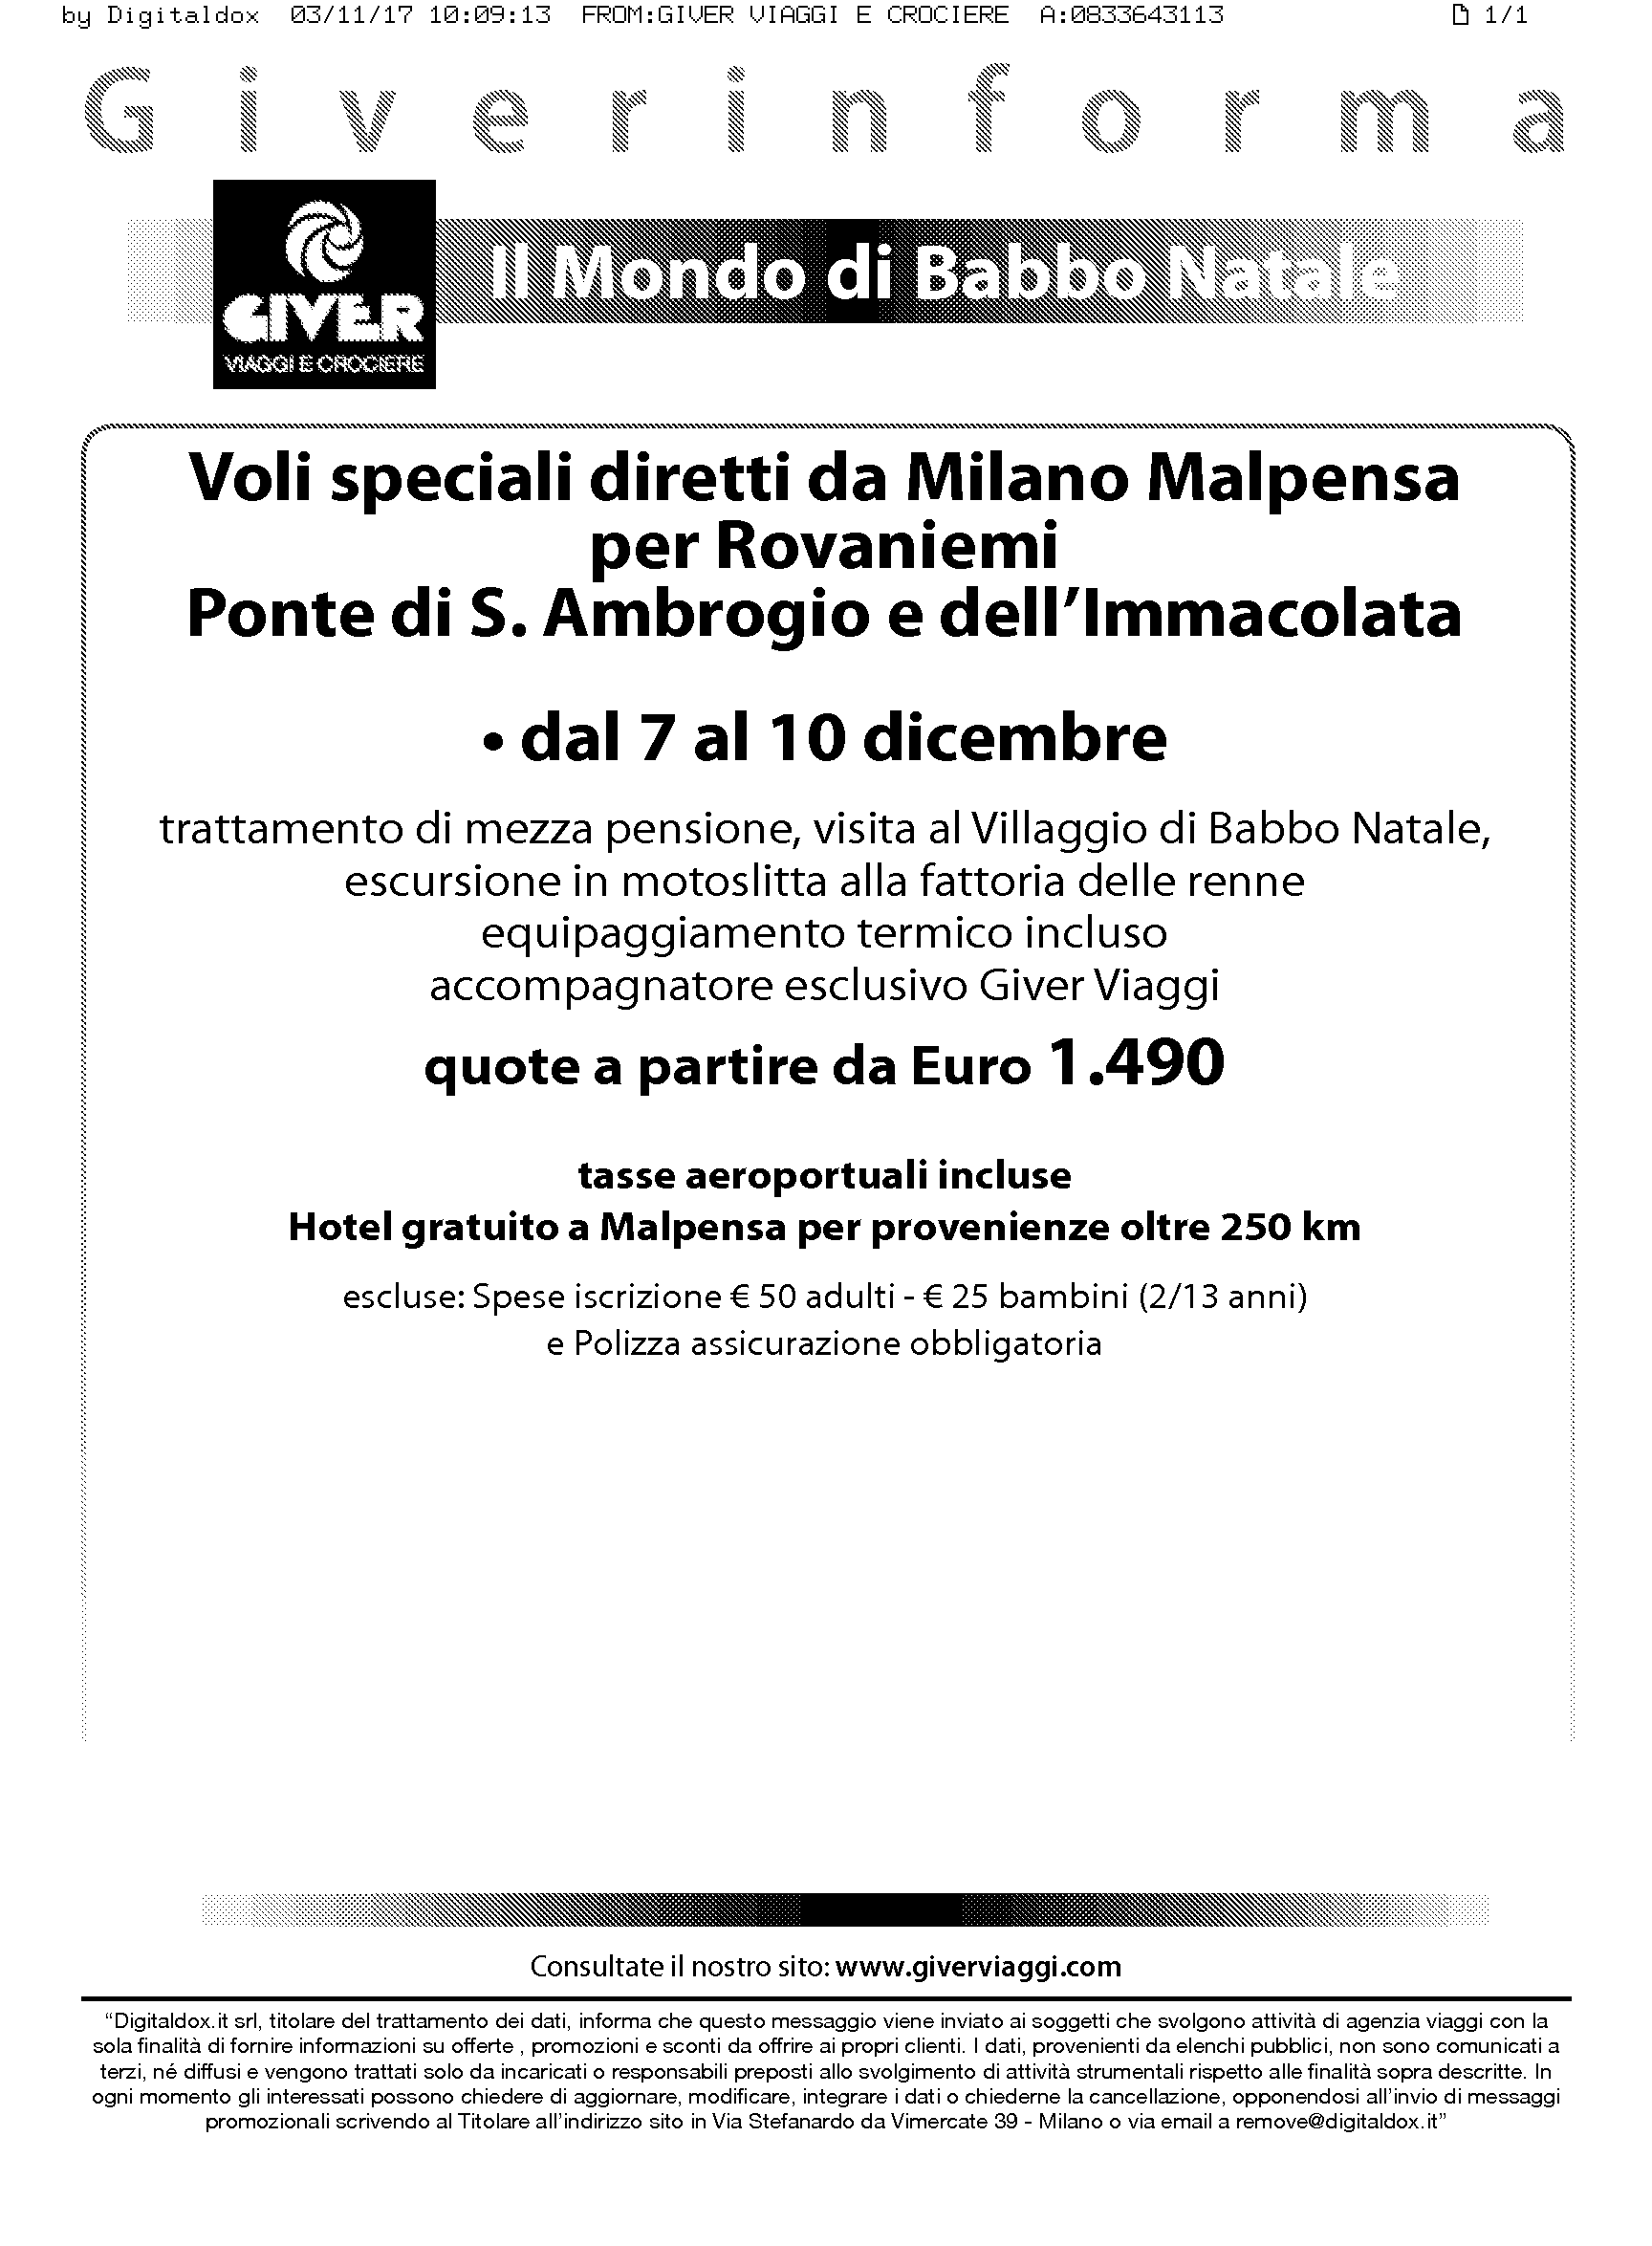 by Digitaldox 03/11/17 10:09:13 FROM:GIVER VIAGGI E CROCIERE A:0833643113 1/1
Giverinforma
GIVER
VIAGGI E CROCIERE
Il Mondo di Babbo Natale
Voli speciali diretti da Milano Malpensa
per Rovaniemi
Ponte di S. Ambrogio e dell’Immacolata
• dal 7 al 10 dicembre
trattamento di mezza pensione, visita al Villaggio di Babbo Natale,
escursione in motoslitta alla fattoria delle renne
equipaggiamento termico incluso
accompagnatore esclusivo Giver Viaggi
quote a partire da Euro 1.490
tasse aeroportuali incluse
Hotel gratuito a Malpensa per provenienze oltre 250 km
escluse: Spese iscrizione € 50 adulti - € 25 bambini (2/13 anni)
e Polizza assicurazione obbligatoria
Consultate il nostro sito: www.giverviaggi.com
“Digitaldox.it srl, titolare del trattamento dei dati, informa che questo messaggio viene inviato ai soggetti che svolgono attività di agenzia viaggi con la
sola finalità di fornire informazioni su offerte , promozioni e sconti da offrire ai propri clienti. I dati, provenienti da elenchi pubblici, non sono comunicati a
terzi, né diffusi e vengono trattati solo da incaricati o responsabili preposti allo svolgimento di attività strumentali rispetto alle finalità sopra descritte. In
ogni momento gli interessati possono chiedere di aggiornare, modificare, integrare i dati o chiederne la cancellazione, opponendosi all’invio di messaggi
promozionali scrivendo al Titolare all’indirizzo sito in Via Stefanardo da Vimercate 39 - Milano o via email a remove@digitaldox.it”